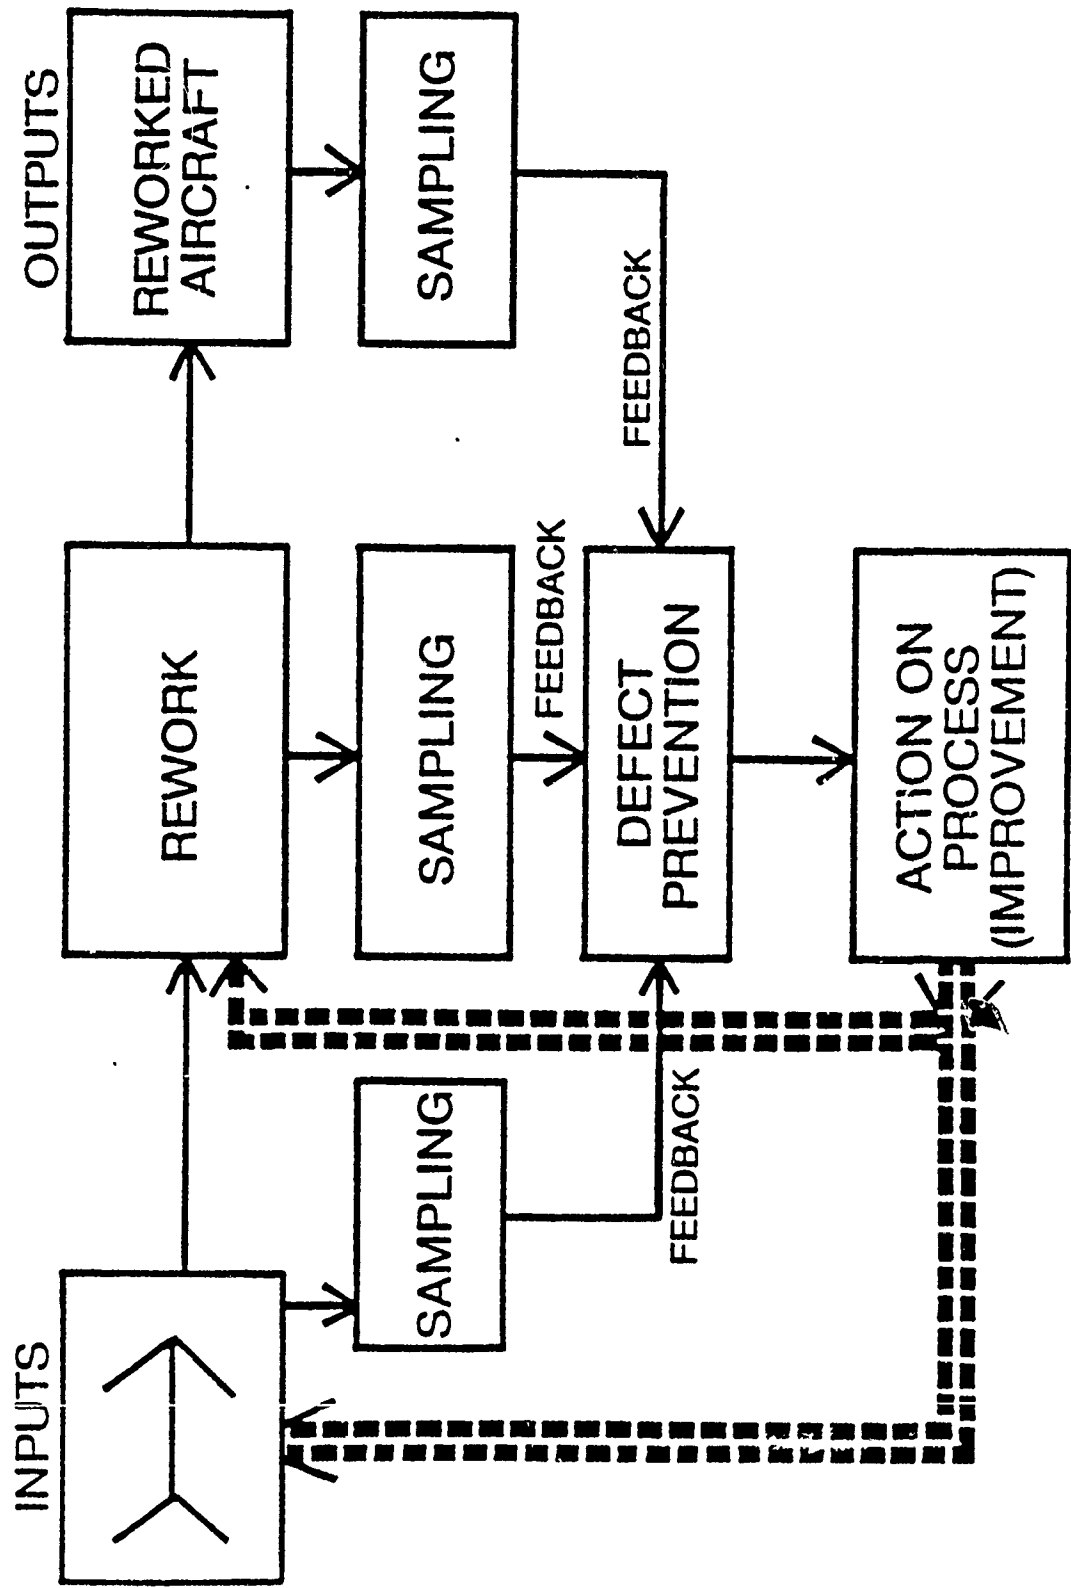 INPUTS
OUTPUTS
REWORK
REWORKED
AIRCRAFT
SAMPLING
SAMPLING
SAMPLING
FEEDBACK
FEEDBACK
FEEDBACK
DEFECT
PREVENTION
ACTION ON
PROCESS
(IMPROVEMENT)